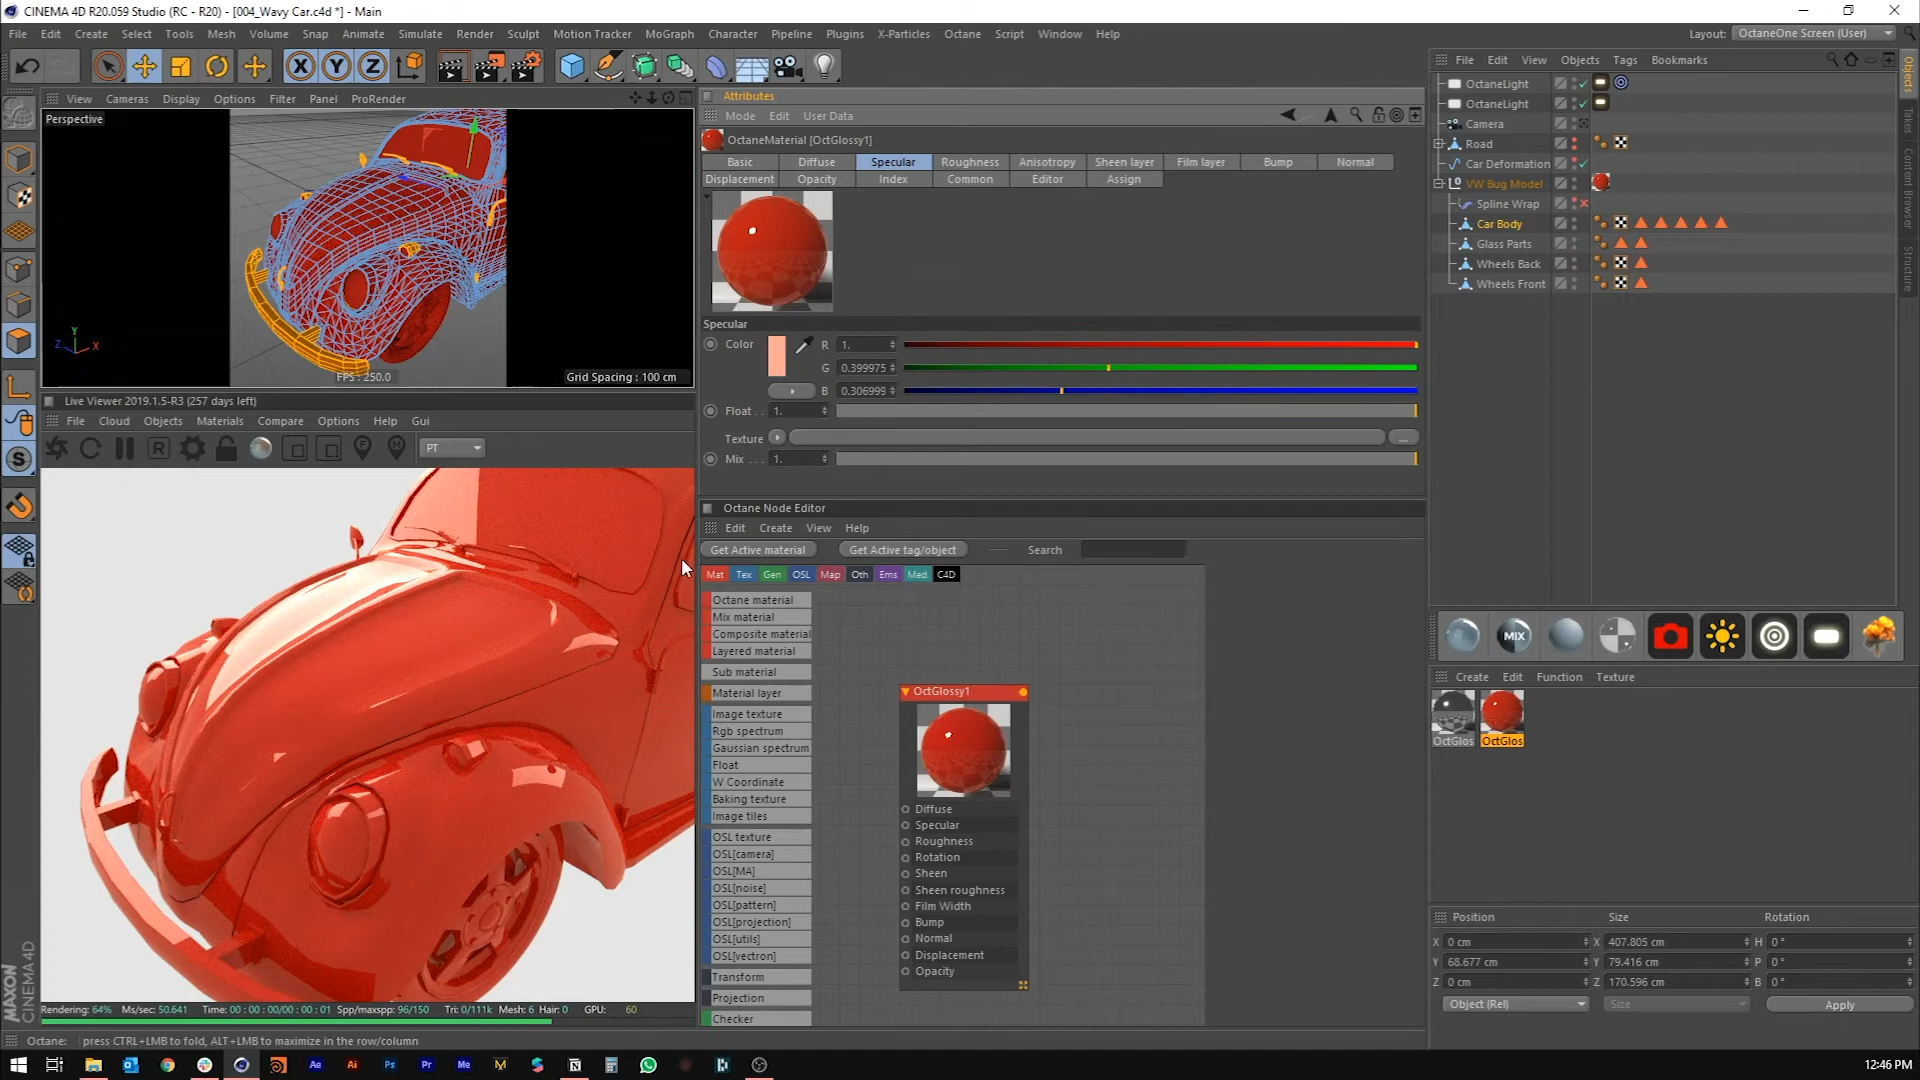 CINEMA 4D R20.059 Studio (RC - R20) - [004_Wavy Car.c4d *] - Main
File Edit Create Select Tools Mesh Volume Snap Animate Simulate Render Sculpt Motion Tracker MoGraph Character Pipeline Plugins X-Particles Octane Script Window Help
Layout: OctaneOne Screen (User)
X Y Z
View Cameras Display Options Filter Panel ProRender
Perspective
Y
Z X
FPS : 250.0
Grid Spacing : 100 cm
Live Viewer 2019.1.5-R3 (257 days left)
File Cloud Objects Materials Compare Options Help Gui
R PT
Rendering: 64% Ms/sec: 50.641 Time: 00 : 00 : 00/00 : 00 : 01 Spp/maxspp: 96/150 Tri: 0/111k Mesh: 6 Hair: 0 GPU: 60
Octane: press CTRL+LMB to fold, ALT+LMB to maximize in the row/column
MAXON
CINEMA 4D
Attributes
Mode Edit User Data
OctaneMaterial [OctGlossy1]
Basic Diffuse Specular Roughness Anisotropy Sheen layer Film layer Bump Normal
Displacement Opacity Index Common Editor Assign
Specular
Color R 1.
G 0.399975
B 0.306999
Float . . 1.
Texture ...
Mix . . . 1.
Octane Node Editor
Edit Create View Help
Get Active material Get Active tag/object Search
Mat Tex Gen OSL Map Oth Ems Med C4D
Octane material
Mix material
Composite material
Layered material
Sub material
Material layer
Image texture
Rgb spectrum
Gaussian spectrum
Float
W Coordinate
Baking texture
Image tiles
OSL texture
OSL[camera]
OSL[MA]
OSL[noise]
OSL[pattern]
OSL[projection]
OSL[utils]
OSL[vectron]
Transform
Projection
Checker
OctGlossy1
Diffuse
Specular
Roughness
Rotation
Sheen
Sheen roughness
Film Width
Bump
Normal
Displacement
Opacity
File Edit View Objects Tags Bookmarks
OctaneLight
OctaneLight
Camera
Road
Car Deformation
VW Bug Model
Spline Wrap
Car Body
Glass Parts
Wheels Back
Wheels Front
Objects
Takes
Content Browser
Structure
MIX
Create Edit Function Texture
OctGlos OctGlos
Position Size Rotation
X 0 cm X 407.805 cm H 0 °
Y 68.677 cm Y 79.416 cm P 0 °
Z 0 cm Z 170.596 cm B 0 °
Object (Rel) Size Apply
Ae Ai Ps Pr Me
12:46 PM